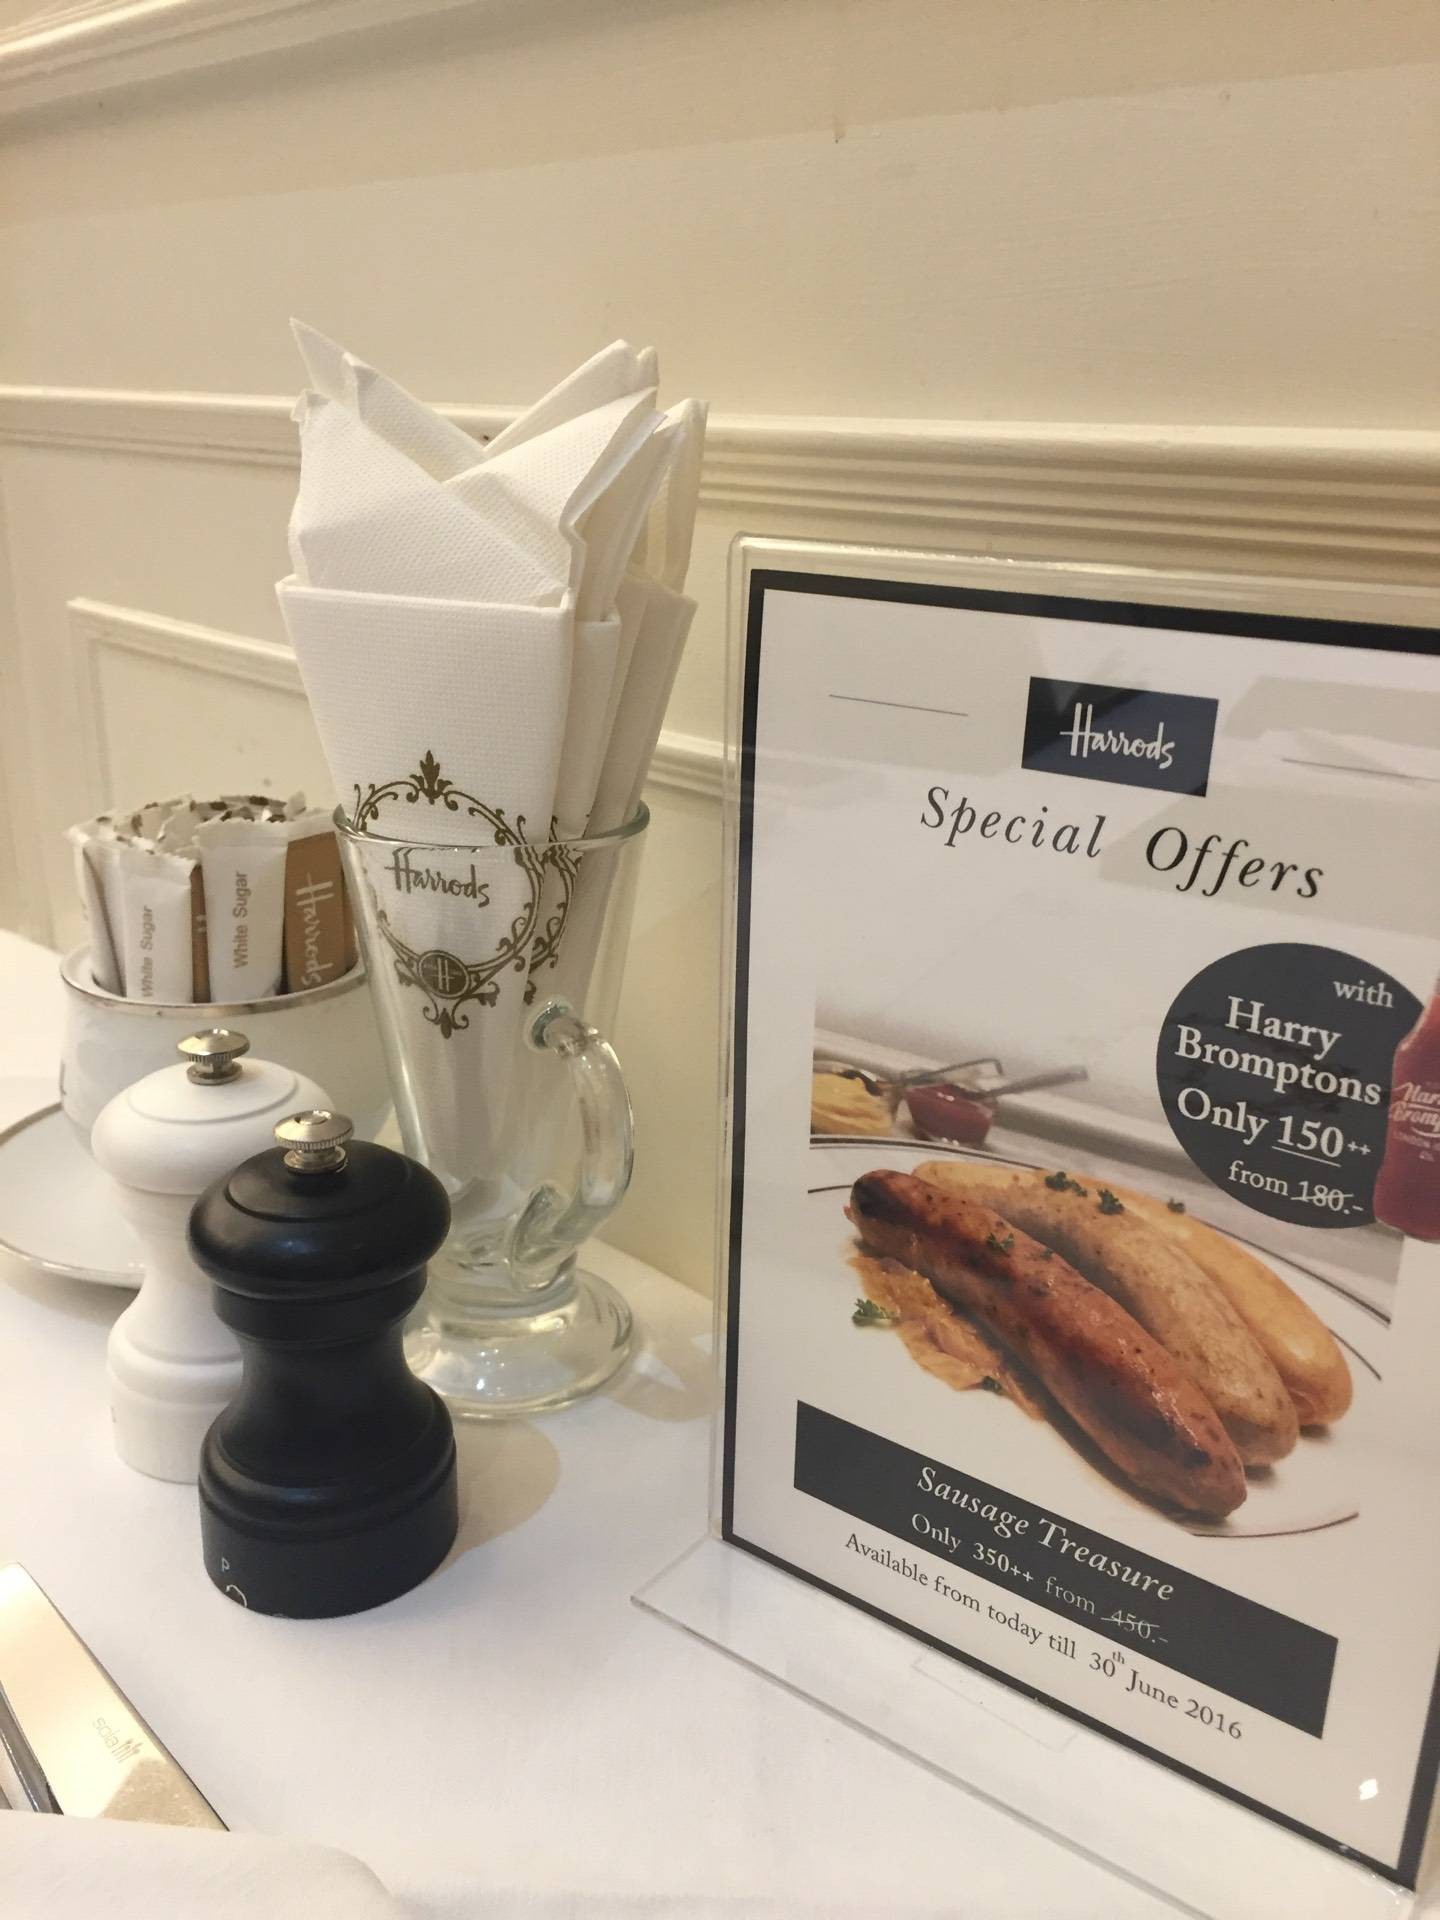 Harrods
Special Offers
with
Harry
Bromptons
Only 150++
from 180.-
LONDON
Sausage Treasure
Only 350++ from 450.-
Available from today till 30th June 2016
Harrods
H
White Sugar
White Sugar
Harrods
P
sola